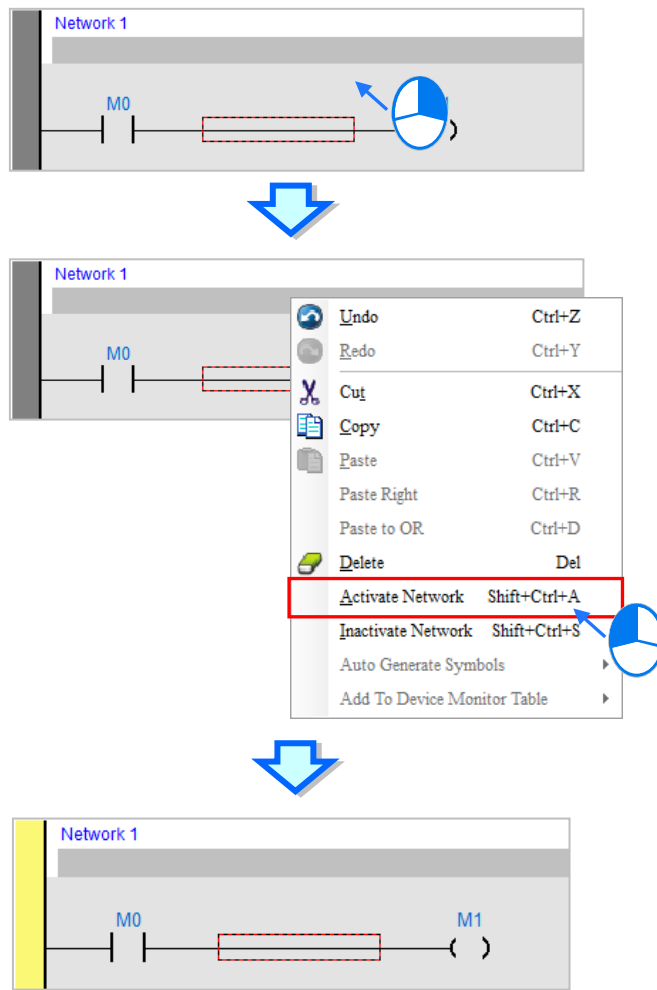 Network 1
M0
Network 1
M0
Undo Ctrl+Z
Redo Ctrl+Y
Cut Ctrl+X
Copy Ctrl+C
Paste Ctrl+V
Paste Right Ctrl+R
Paste to OR Ctrl+D
Delete Del
Activate Network Shift+Ctrl+A
Inactivate Network Shift+Ctrl+S
Auto Generate Symbols
Add To Device Monitor Table
Network 1
M0 M1